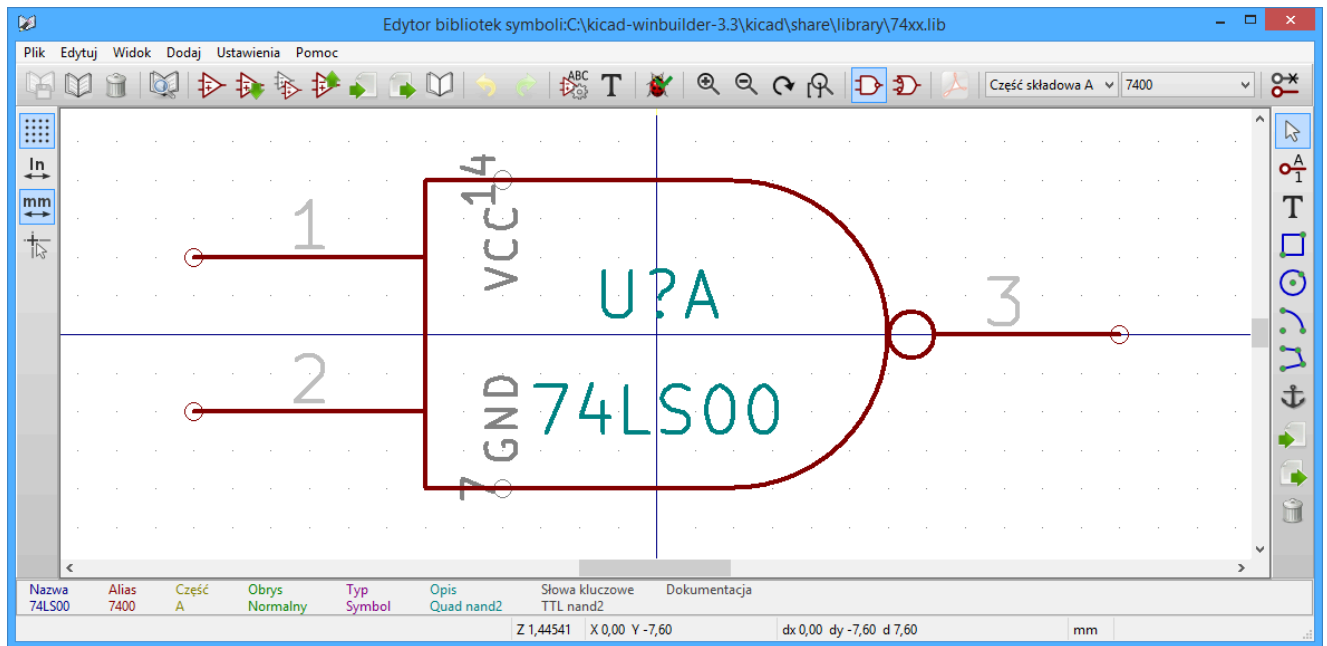 Edytor bibliotek symboli:C:\kicad-winbuilder-3.3\kicad\share\library\74xx.lib
Plik Edytuj Widok Dodaj Ustawienia Pomoc
ABC T Część składowa A 7400
In
mm
A
1
T
14
VCC
1
U?A
3
2
GND
74LS00
7
Nazwa Alias Część Obrys Typ Opis Słowa kluczowe Dokumentacja
74LS00 7400 A Normalny Symbol Quad nand2 TTL nand2
Z 1,44541 X 0,00 Y -7,60 dx 0,00 dy -7,60 d 7,60 mm